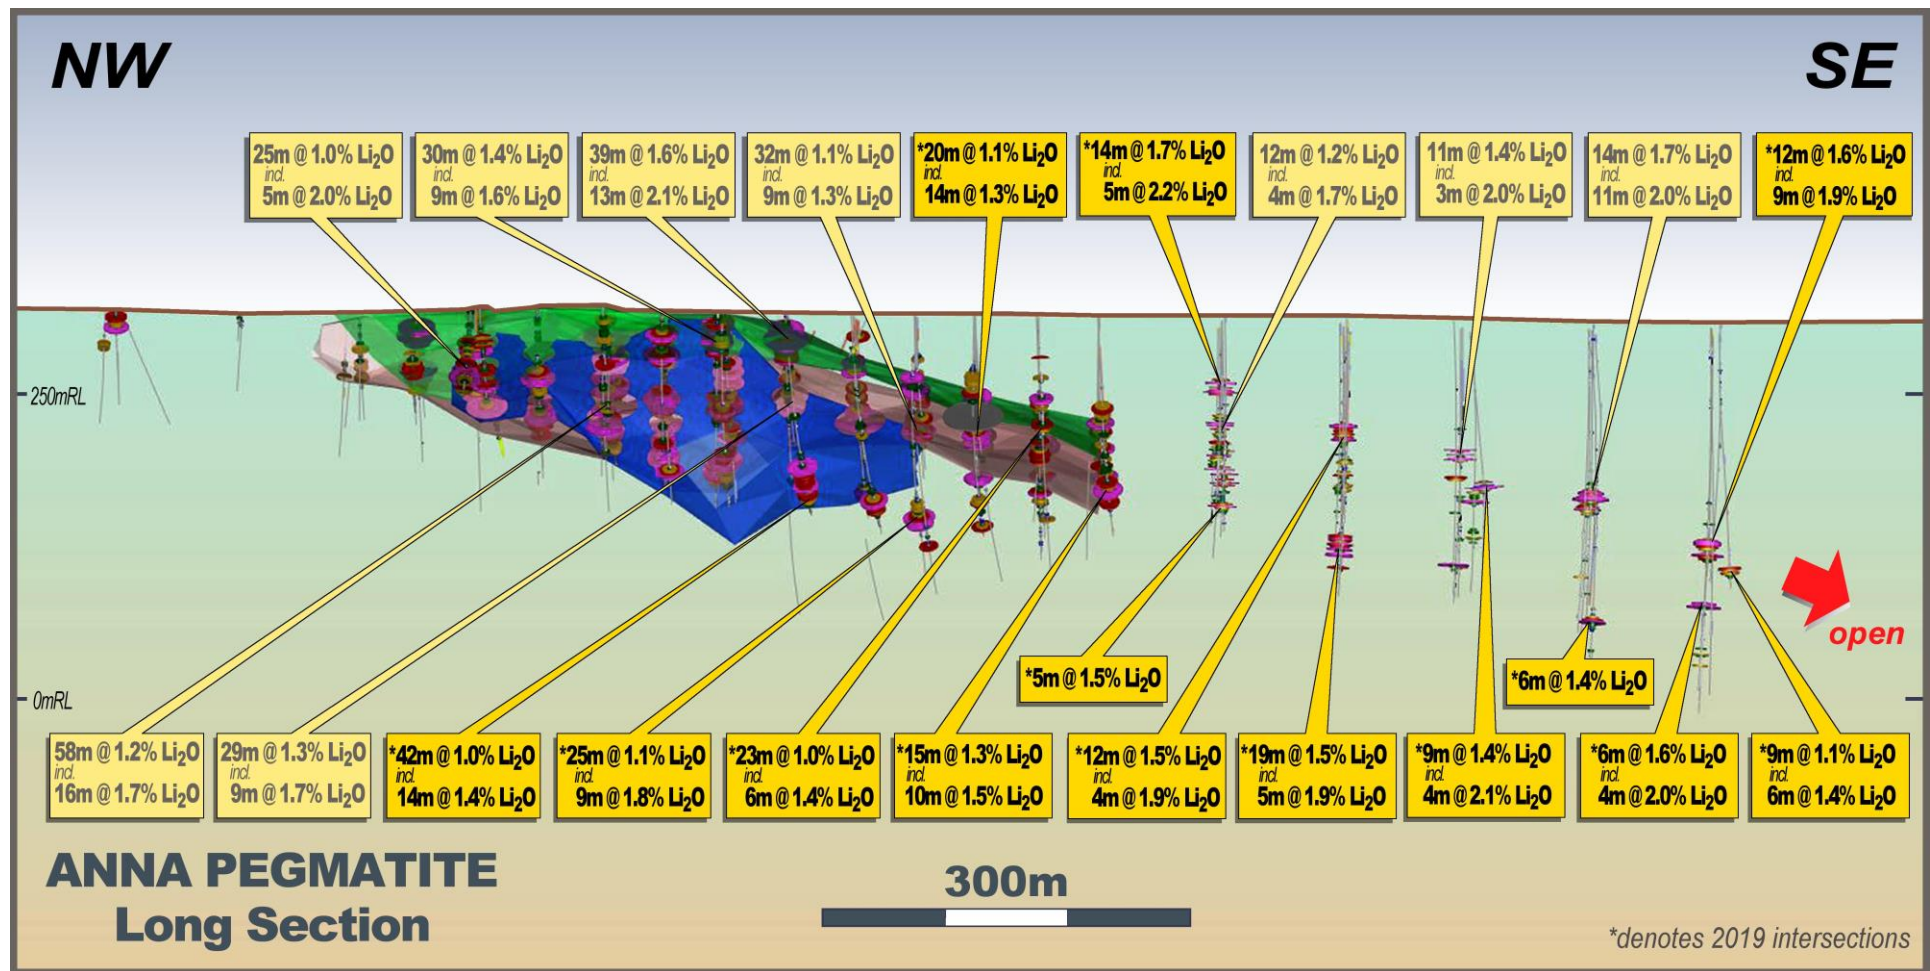 NW
SE
25m @ 1.0% Li₂O
incl.
5m @ 2.0% Li₂O
30m @ 1.4% Li₂O
incl.
9m @ 1.6% Li₂O
39m @ 1.6% Li₂O
incl.
13m @ 2.1% Li₂O
32m @ 1.1% Li₂O
incl.
9m @ 1.3% Li₂O
*20m @ 1.1% Li₂O
incl.
14m @ 1.3% Li₂O
*14m @ 1.7% Li₂O
incl.
5m @ 2.2% Li₂O
12m @ 1.2% Li₂O
incl.
4m @ 1.7% Li₂O
11m @ 1.4% Li₂O
incl.
3m @ 2.0% Li₂O
14m @ 1.7% Li₂O
incl.
11m @ 2.0% Li₂O
*12m @ 1.6% Li₂O
incl.
9m @ 1.9% Li₂O
250mRL
open
*5m @ 1.5% Li₂O
*6m @ 1.4% Li₂O
0mRL
58m @ 1.2% Li₂O
incl.
16m @ 1.7% Li₂O
29m @ 1.3% Li₂O
incl.
9m @ 1.7% Li₂O
*42m @ 1.0% Li₂O
incl.
14m @ 1.4% Li₂O
*25m @ 1.1% Li₂O
incl.
9m @ 1.8% Li₂O
*23m @ 1.0% Li₂O
incl.
6m @ 1.4% Li₂O
*15m @ 1.3% Li₂O
incl.
10m @ 1.5% Li₂O
*12m @ 1.5% Li₂O
incl.
4m @ 1.9% Li₂O
*19m @ 1.5% Li₂O
incl.
5m @ 1.9% Li₂O
*9m @ 1.4% Li₂O
incl.
4m @ 2.1% Li₂O
*6m @ 1.6% Li₂O
incl.
4m @ 2.0% Li₂O
*9m @ 1.1% Li₂O
incl.
6m @ 1.4% Li₂O
ANNA PEGMATITE
Long Section
300m
*denotes 2019 intersections